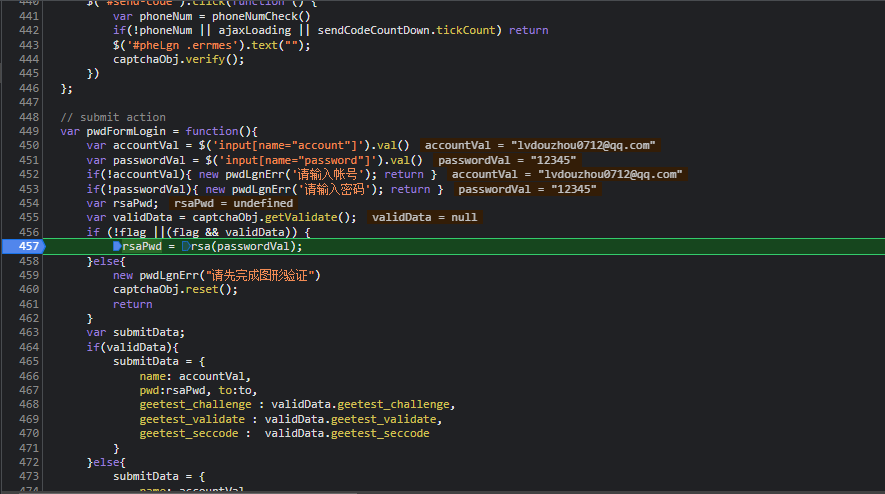 440 $("#send-code").click(function () {
441 var phoneNum = phoneNumCheck()
442 if(!phoneNum || ajaxLoading || sendCodeCountDown.tickCount) return
443 $('#pheLgn .errmes').text("");
444 captchaObj.verify();
445 })
446 };
447
448 // submit action
449 var pwdFormLogin = function(){
450 var accountVal = $('input[name="account"]').val() accountVal = "lvdouzhou0712@qq.com"
451 var passwordVal = $('input[name="password"]').val() passwordVal = "12345"
452 if(!accountVal){ new pwdLgnErr('请输入帐号'); return } accountVal = "lvdouzhou0712@qq.com"
453 if(!passwordVal){ new pwdLgnErr('请输入密码'); return } passwordVal = "12345"
454 var rsaPwd; rsaPwd = undefined
455 var validData = captchaObj.getValidate(); validData = null
456 if (!flag ||(flag && validData)) {
457 rsaPwd = rsa(passwordVal);
458 }else{
459 new pwdLgnErr("请先完成图形验证")
460 captchaObj.reset();
461 return
462 }
463 var submitData;
464 if(validData){
465 submitData = {
466 name: accountVal,
467 pwd:rsaPwd, to:to,
468 geetest_challenge : validData.geetest_challenge,
469 geetest_validate : validData.geetest_validate,
470 geetest_seccode : validData.geetest_seccode
471 }
472 }else{
473 submitData = {
474 name: accountVal